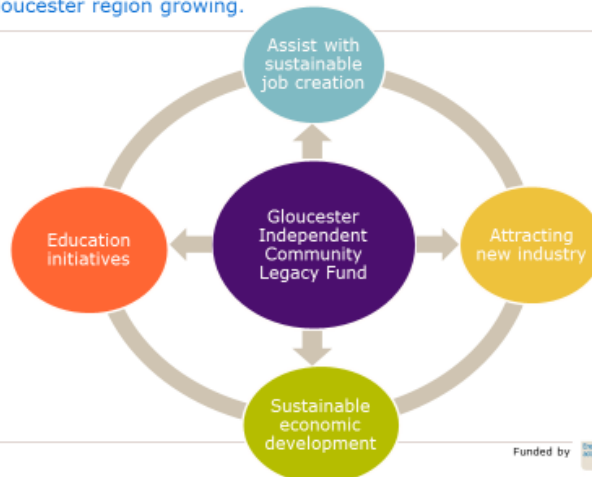 oucester region growing.
Assist with
sustainable
job creation
Education
initiatives
Gloucester
Independent
Community
Legacy Fund
Attracting
new industry
Sustainable
economic
development
Funded by